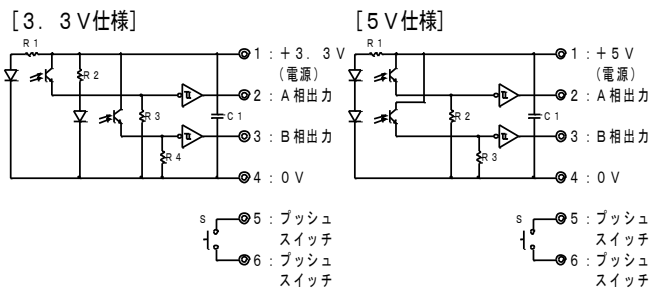 [3.3V仕様]
R1
R2
R3
R4
C1
1:+3.3V
(電源)
2:A相出力
3:B相出力
4:0V
S
5:プッシュ
スイッチ
6:プッシュ
スイッチ
[5V仕様]
R1
R2
R3
C1
1:+5V
(電源)
2:A相出力
3:B相出力
4:0V
S
5:プッシュ
スイッチ
6:プッシュ
スイッチ